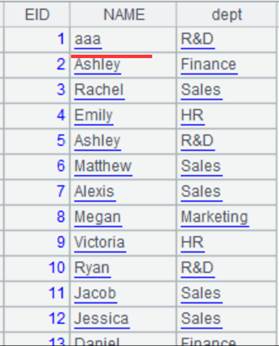 EID NAME dept
1 aaa R&D
2 Ashley Finance
3 Rachel Sales
4 Emily HR
5 Ashley R&D
6 Matthew Sales
7 Alexis Sales
8 Megan Marketing
9 Victoria HR
10 Ryan R&D
11 Jacob Sales
12 Jessica Sales
13 Daniel Finance